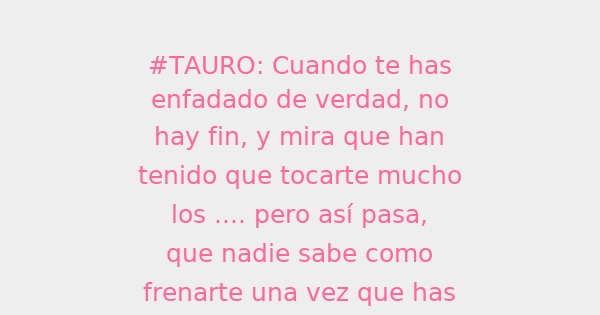 #TAURO: Cuando te has
enfadado de verdad, no
hay fin, y mira que han
tenido que tocarte mucho
los .... pero así pasa,
que nadie sabe como
frenarte una vez que has